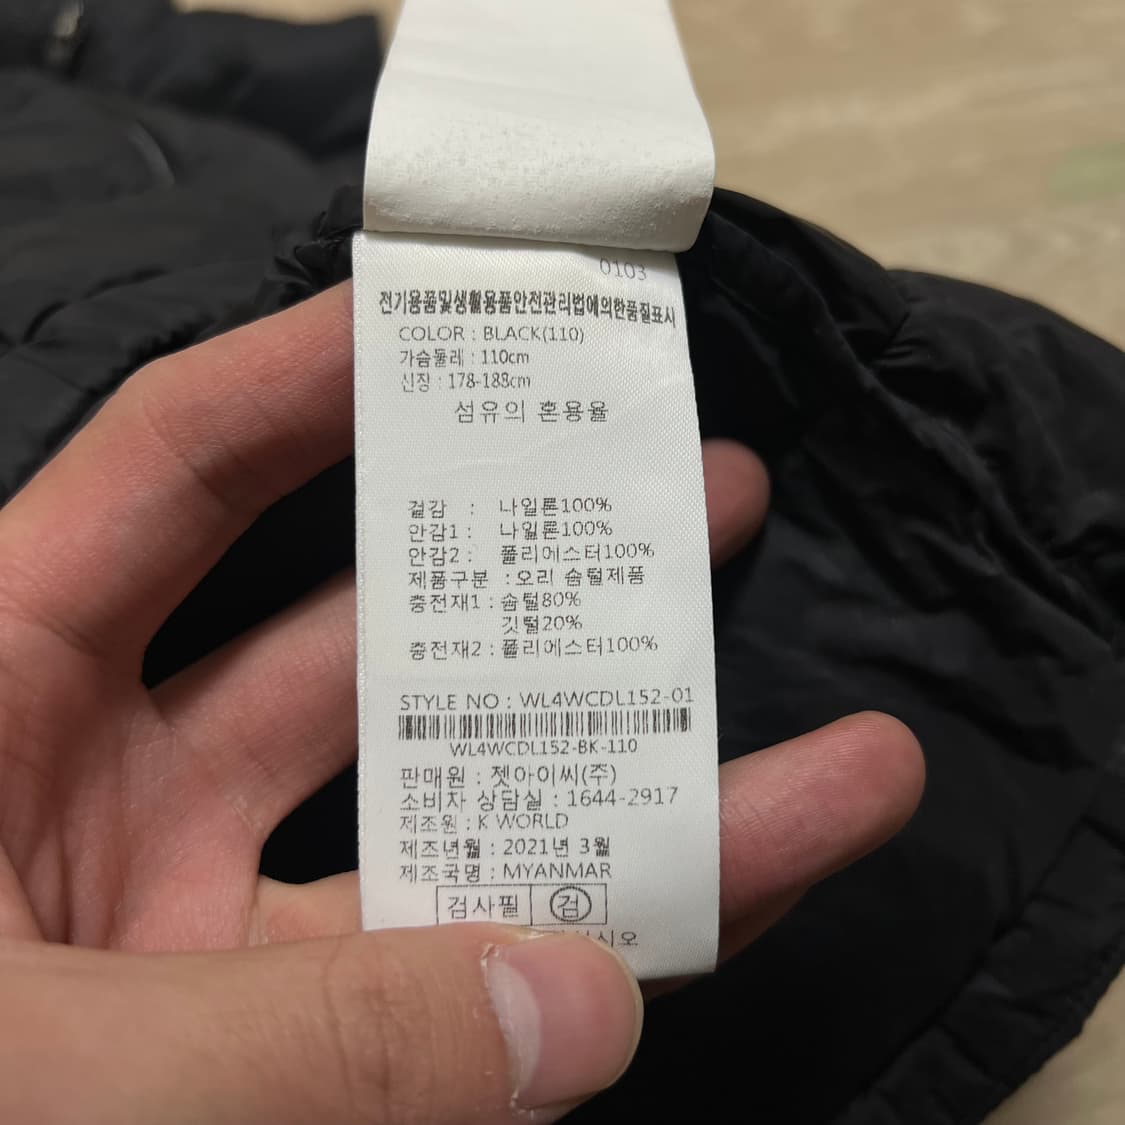 0103
전기용품및생활용품안전관리법에의한품질표시
COLOR : BLACK(110)
가슴둘레 : 110cm
신장 : 178-188cm
섬유의 혼용율
겉감 : 나일론100%
안감1 : 나일론100%
안감2 : 폴리에스터100%
제품구분 : 오리 솜털제품
충전재1 : 솜털80%
깃털20%
충전재2 : 폴리에스터100%
STYLE NO : WL4WCDL152-01
WL4WCDL152-BK-110
판매원 : 젯아이씨(주)
소비자 상담실 : 1644-2917
제조원 : K WORLD
제조년월 : 2021년 3월
제조국명 : MYANMAR
검사필 검